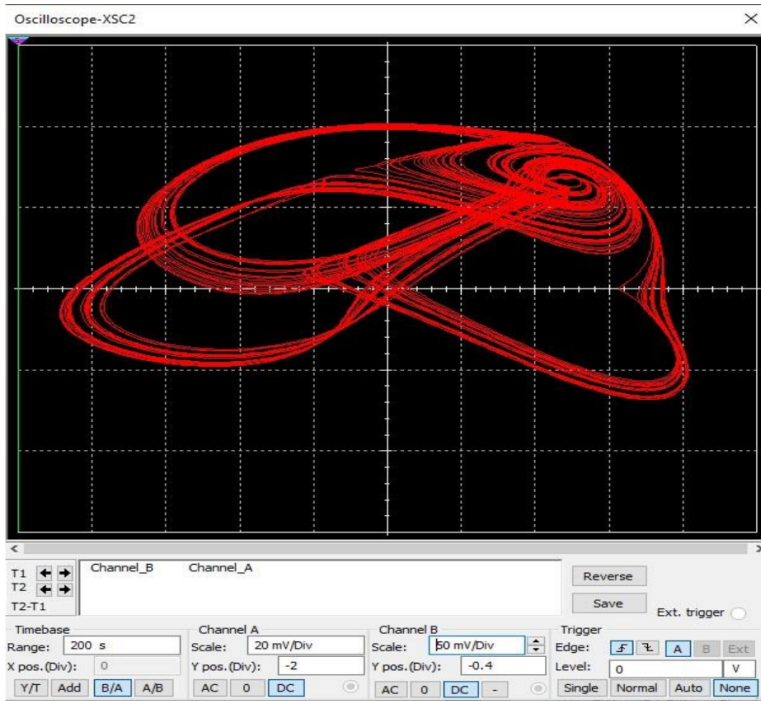 Oscilloscope-XSC2
T1
T2
T2-T1
Channel_B Channel_A
Reverse
Save
Ext. trigger
Timebase
Range: 200 s
X pos.(Div): 0
Y/T Add B/A A/B
Channel A
Scale: 20 mV/Div
Y pos.(Div): -2
AC 0 DC
Channel B
Scale: 50 mV/Div
Y pos.(Div): -0.4
AC 0 DC -
Trigger
Edge: A B Ext
Level: 0 V
Single Normal Auto None